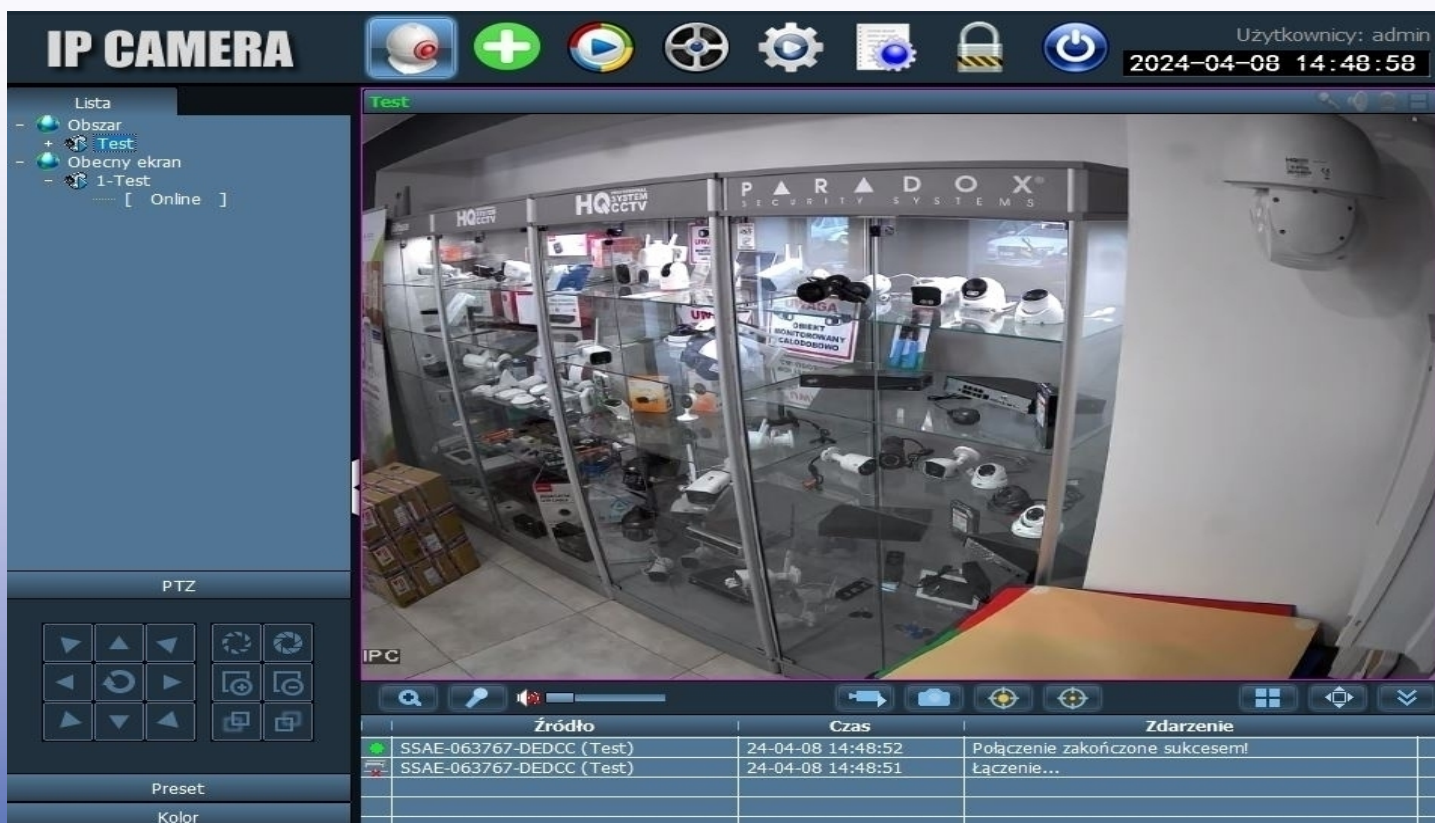 IP CAMERA
Użytkownicy: admin
2024-04-08 14:48:58
Lista
Obszar
Test
Obecny ekran
1-Test
[ Online ]
Test
HQ SYSTEM CCTV
HQ SYSTEM CCTV
PARADOX
SECURITY SYSTEMS
UWAGA
OBIEKT
MONITOROWANY
CAŁODOBOWO
IPC
PTZ
Preset
Kolor
Źródło Czas Zdarzenie
SSAE-063767-DEDCC (Test) 24-04-08 14:48:52 Połączenie zakończone sukcesem!
SSAE-063767-DEDCC (Test) 24-04-08 14:48:51 Łączenie...